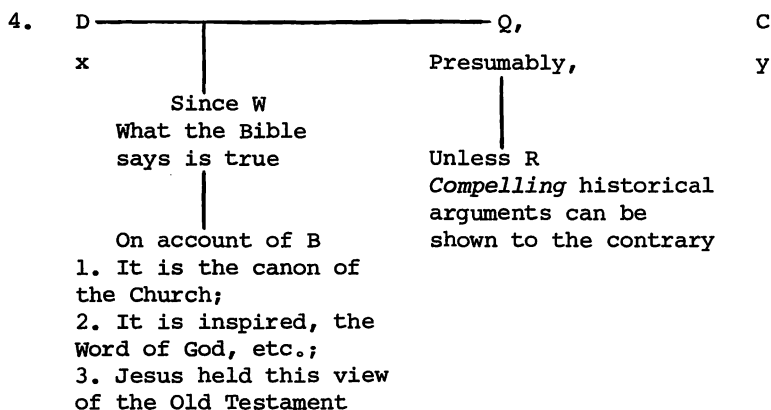 4. D Q, C
x Presumably, y
Since W
What the Bible
says is true
Unless R
Compelling historical
arguments can be
shown to the contrary
On account of B
1. It is the canon of
the Church;
2. It is inspired, the
Word of God, etc.;
3. Jesus held this view
of the Old Testament